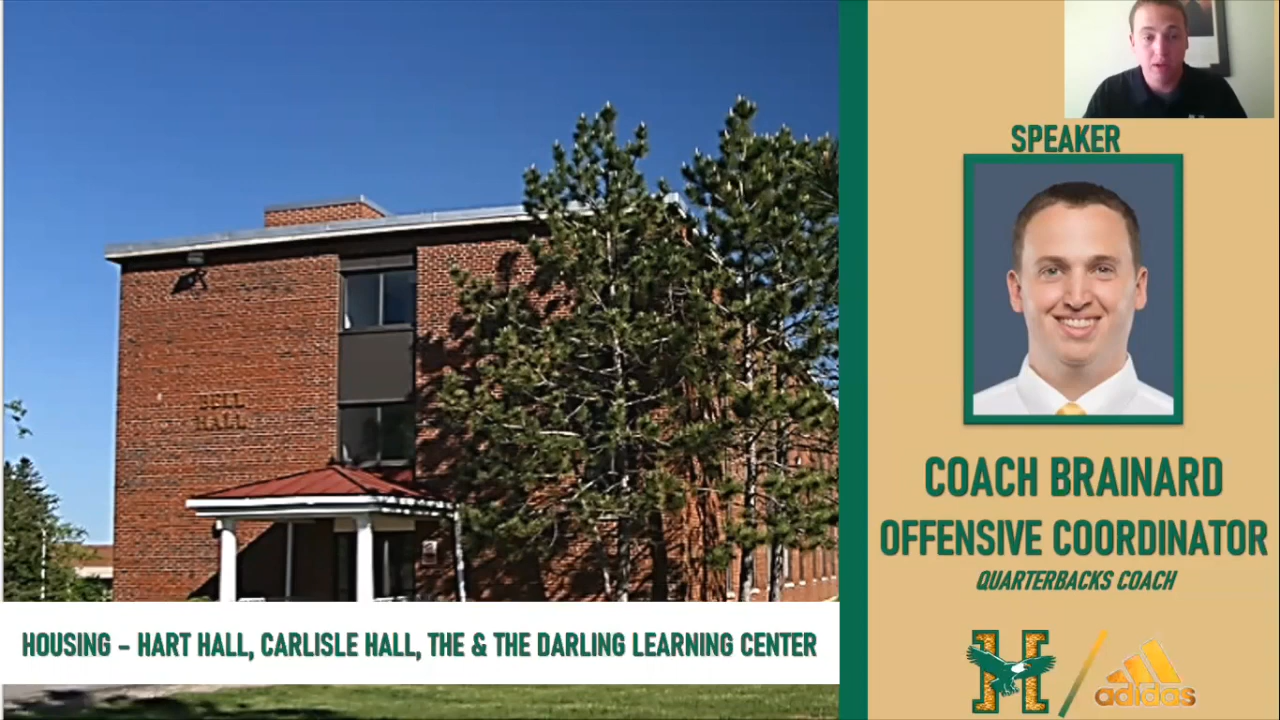 BELL
HALL
HOUSING – HART HALL, CARLISLE HALL, THE & THE DARLING LEARNING CENTER
SPEAKER
COACH BRAINARD
OFFENSIVE COORDINATOR
QUARTERBACKS COACH
H
adidas